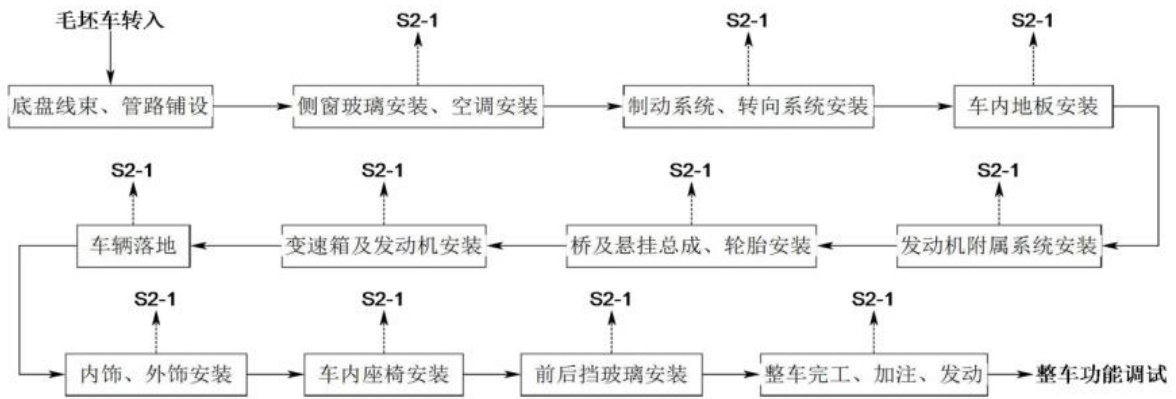 毛坯车转入
S2-1
S2-1
S2-1
底盘线束、管路铺设
侧窗玻璃安装、空调安装
制动系统、转向系统安装
车内地板安装
S2-1
S2-1
S2-1
S2-1
车辆落地
变速箱及发动机安装
桥及悬挂总成、轮胎安装
发动机附属系统安装
S2-1
S2-1
S2-1
S2-1
内饰、外饰安装
车内座椅安装
前后挡玻璃安装
整车完工、加注、发动
整车功能调试